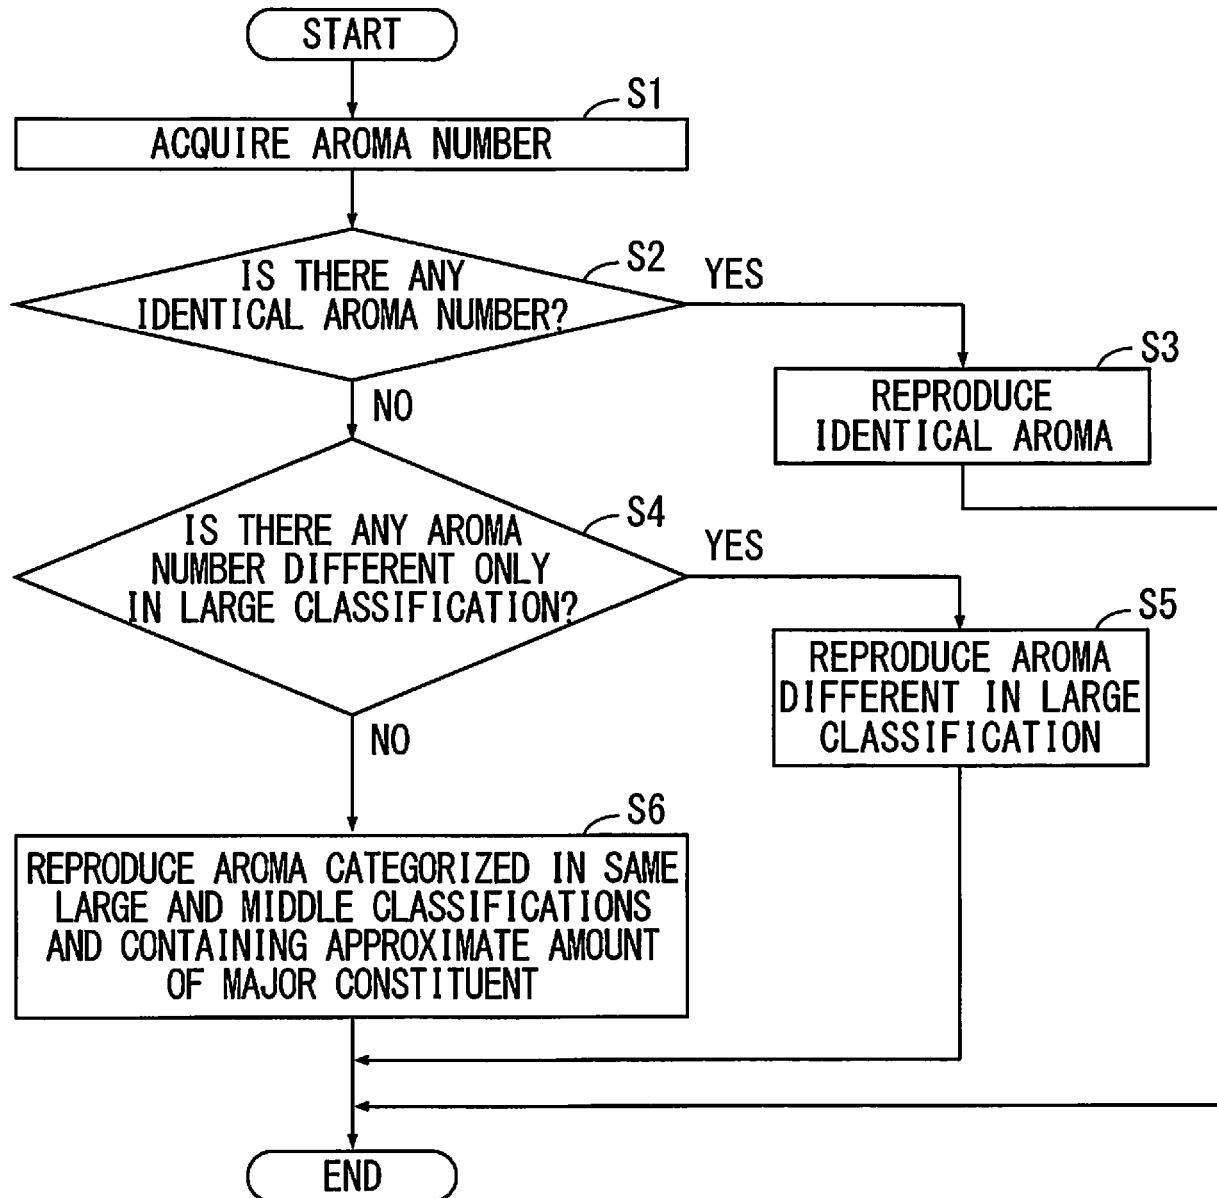 START
S1
ACQUIRE AROMA NUMBER
S2
IS THERE ANY
IDENTICAL AROMA NUMBER?
YES
NO
S3
REPRODUCE
IDENTICAL AROMA
S4
IS THERE ANY AROMA
NUMBER DIFFERENT ONLY
IN LARGE CLASSIFICATION?
YES
NO
S5
REPRODUCE AROMA
DIFFERENT IN LARGE
CLASSIFICATION
S6
REPRODUCE AROMA CATEGORIZED IN SAME
LARGE AND MIDDLE CLASSIFICATIONS
AND CONTAINING APPROXIMATE AMOUNT
OF MAJOR CONSTITUENT
END